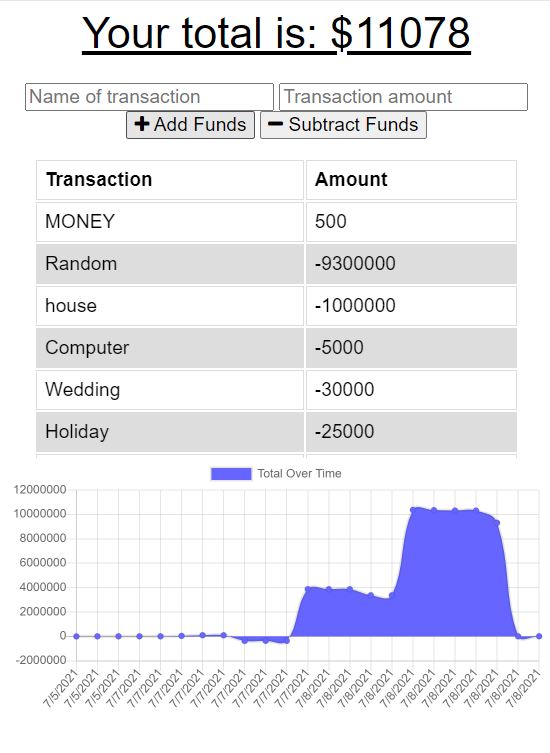 Your total is: $11078
Name of transaction Transaction amount
Add Funds Subtract Funds
Transaction Amount
MONEY 500
Random -9300000
house -1000000
Computer -5000
Wedding -30000
Holiday -25000
Total Over Time
12000000
10000000
8000000
6000000
4000000
2000000
0
-2000000
7/5/2021
7/5/2021
7/5/2021
7/7/2021
7/7/2021
7/7/2021
7/7/2021
7/7/2021
7/7/2021
7/7/2021
7/7/2021
7/7/2021
7/8/2021
7/8/2021
7/8/2021
7/8/2021
7/8/2021
7/8/2021
7/8/2021
7/8/2021
7/8/2021
7/8/2021
7/8/2021